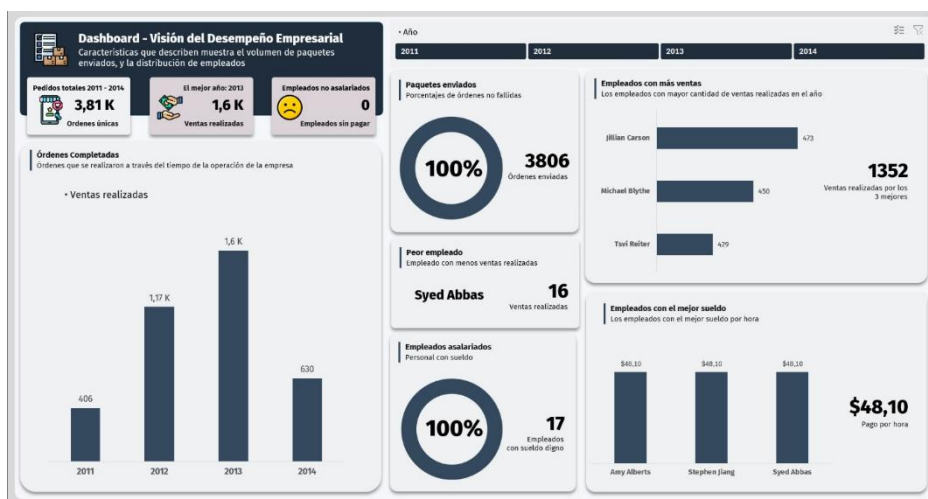 Dashboard - Visión del Desempeño Empresarial
Características que describen muestra el volumen de paquetes
enviados, y la distribución de empleados
Pedidos totales 2011 - 2014
3,81 K
Ordenes únicas
El mejor año: 2013
1,6 K
Ventas realizadas
Empleados no asalariados
0
Empleados sin pagar
Órdenes Completadas
Órdenes que se realizaron a través del tiempo de la operación de la empresa
• Ventas realizadas
406
1,17 K
1,6 K
630
2011
2012
2013
2014
• Año
2011
2012
2013
2014
Paquetes enviados
Porcentajes de órdenes no fallidas
100%
3806
Órdenes enviadas
Peor empleado
Empleado con menos ventas realizadas
Syed Abbas
16
Ventas realizadas
Empleados asalariados
Personal con sueldo
100%
17
Empleados
con sueldo digno
Empleados con más ventas
Los empleados con mayor cantidad de ventas realizadas en el año
Jillian Carson
473
Michael Blythe
450
Tsvi Reiter
429
1352
Ventas realizadas por los
3 mejores
Empleados con el mejor sueldo
Los empleados con el mejor sueldo por hora
$48,10
$48,10
$48,10
Amy Alberts
Stephen Jiang
Syed Abbas
$48,10
Pago por hora